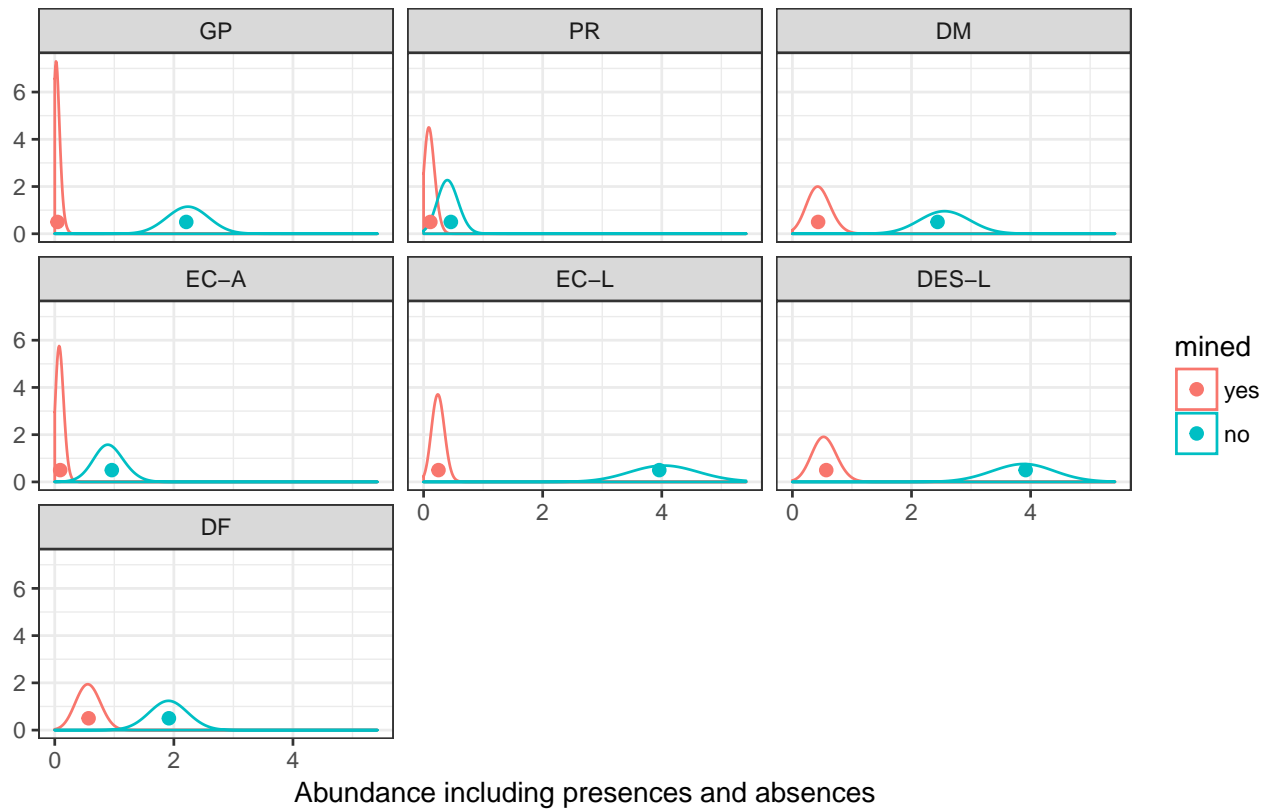 GP PR DM
6
4
2
0
EC−A EC−L DES−L
6
4
2
0
0 2 4 0 2 4
mined
yes
no
DF
6
4
2
0
0 2 4
Abundance including presences and absences